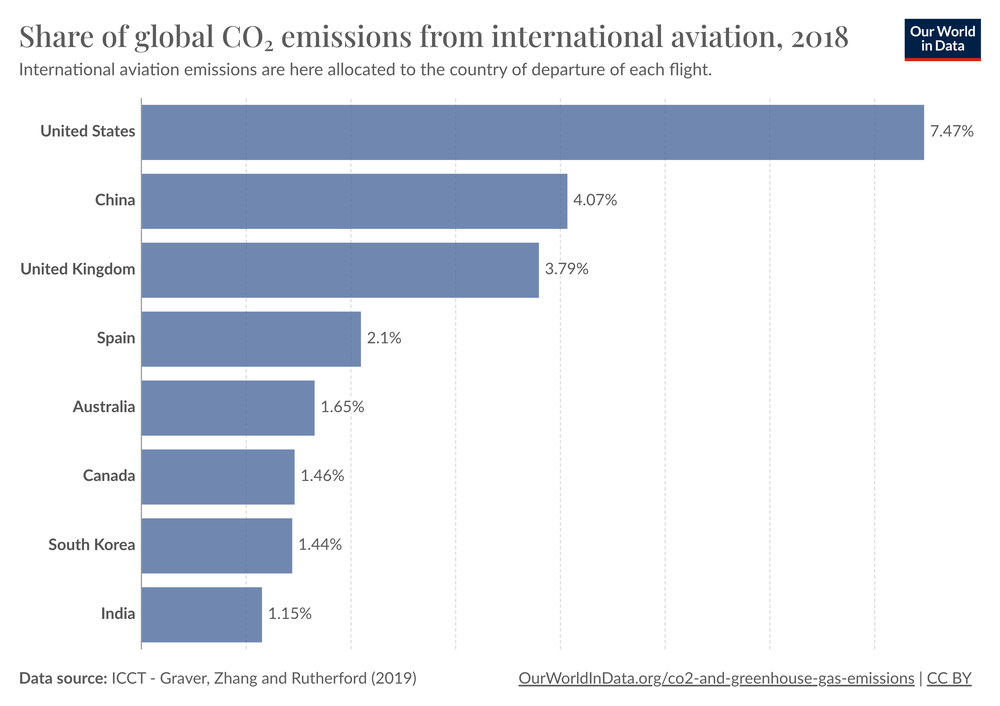 Share of global CO₂ emissions from international aviation, 2018
Our World
in Data
International aviation emissions are here allocated to the country of departure of each flight.
United States 7.47%
China 4.07%
United Kingdom 3.79%
Spain 2.1%
Australia 1.65%
Canada 1.46%
South Korea 1.44%
India 1.15%
Data source: ICCT - Graver, Zhang and Rutherford (2019)
OurWorldInData.org/co2-and-greenhouse-gas-emissions | CC BY